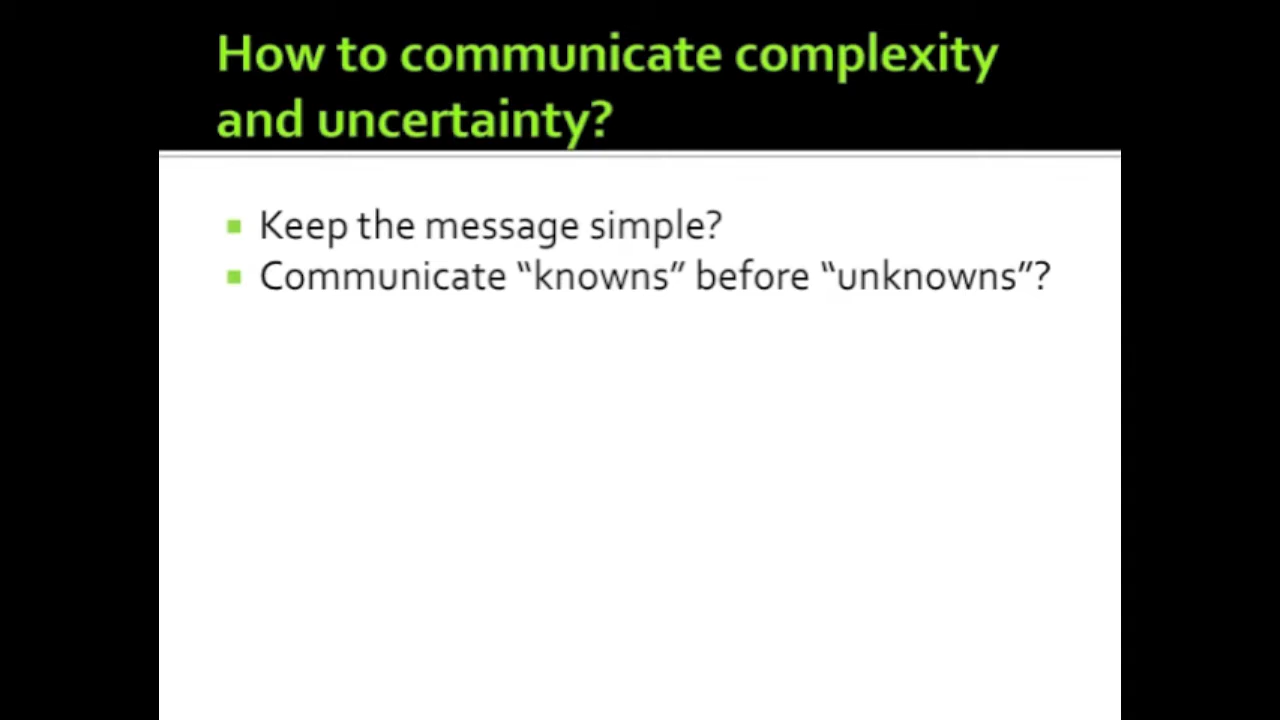 How to communicate complexity
and uncertainty?
Keep the message simple?
Communicate “knowns” before “unknowns”?